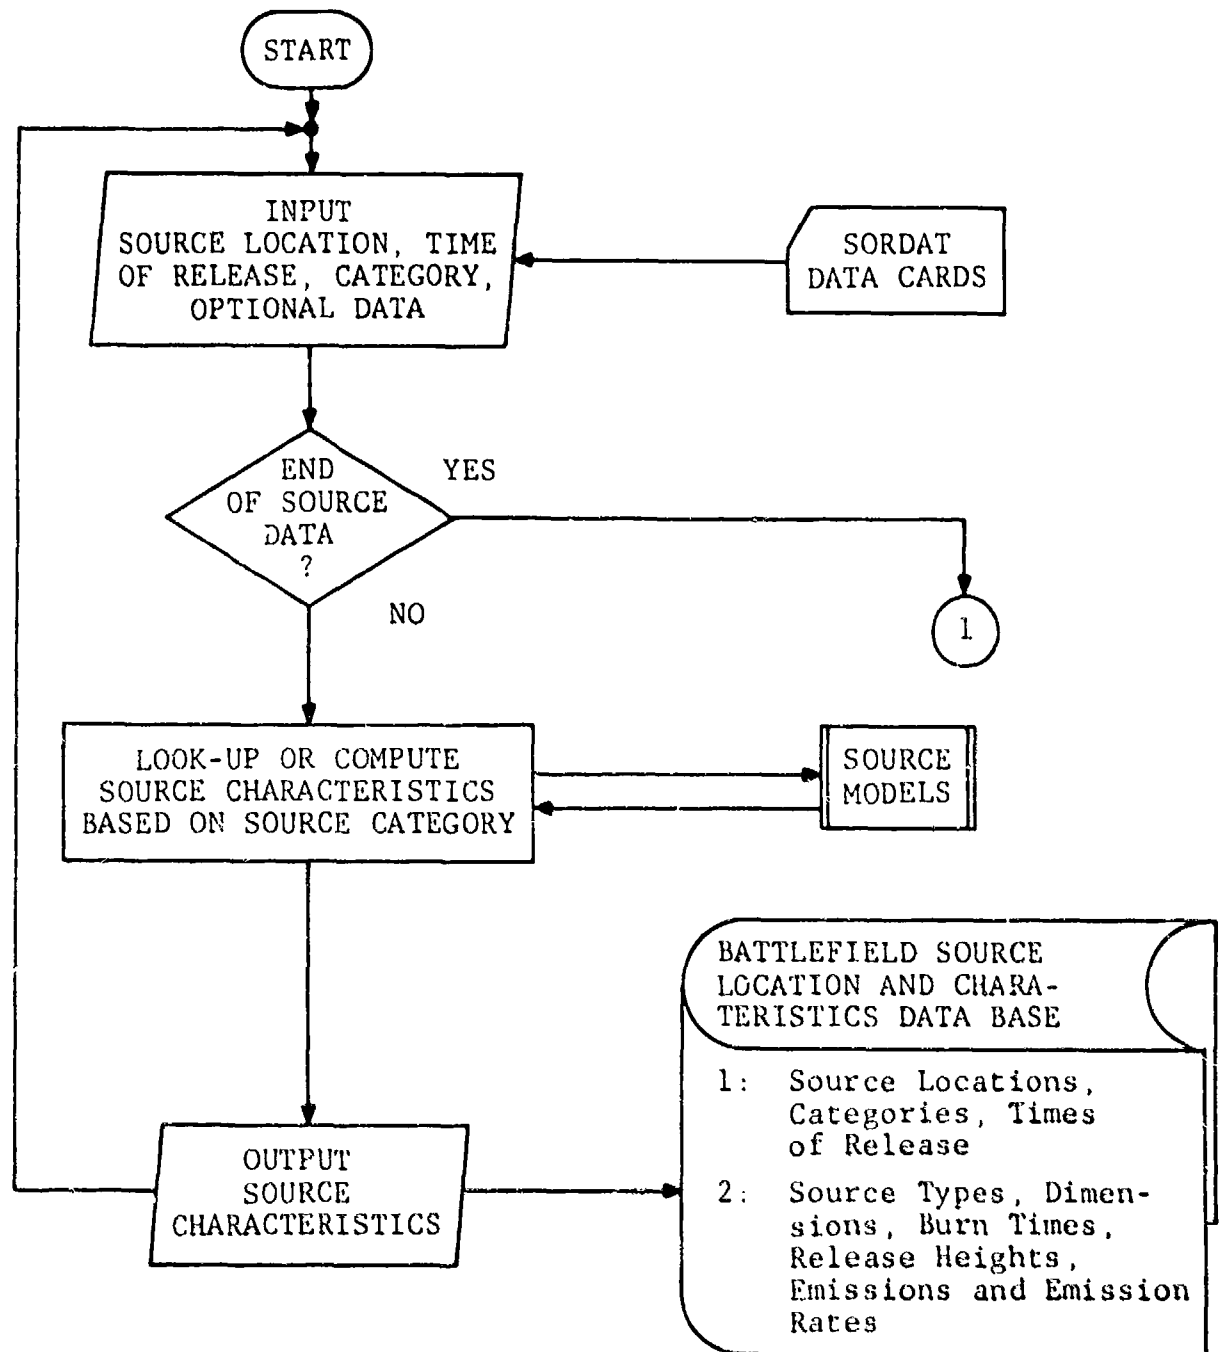 START
INPUT
SOURCE LOCATION, TIME
OF RELEASE, CATEGORY,
OPTIONAL DATA
SORDAT
DATA CARDS
END
OF SOURCE
DATA
?
YES
NO
1
LOOK-UP OR COMPUTE
SOURCE CHARACTERISTICS
BASED ON SOURCE CATEGORY
SOURCE
MODELS
BATTLEFIELD SOURCE
LOCATION AND CHARA-
TERISTICS DATA BASE
1: Source Locations,
Categories, Times
of Release
2: Source Types, Dimen-
sions, Burn Times,
Release Heights,
Emissions and Emission
Rates
OUTPUT
SOURCE
CHARACTERISTICS